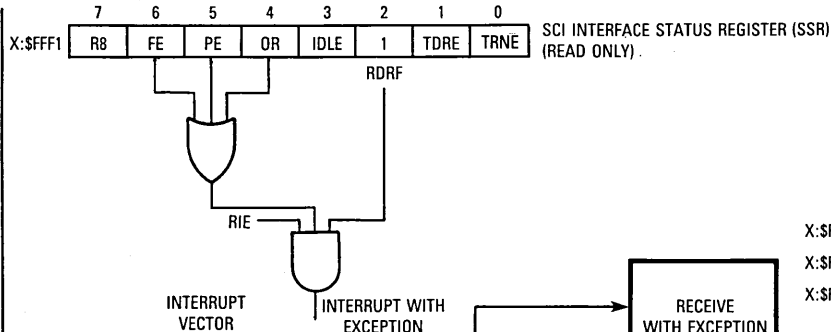 7 6 5 4 3 2 1 0
X:$FFF1 R8 FE PE OR IDLE 1 TDRE TRNE SCI INTERFACE STATUS REGISTER (SSR)
(READ ONLY) .
RDRF
RIE
X:$F
X:$F
X:$F
INTERRUPT
VECTOR
INTERRUPT WITH
EXCEPTION
RECEIVE
WITH EXCEPTION